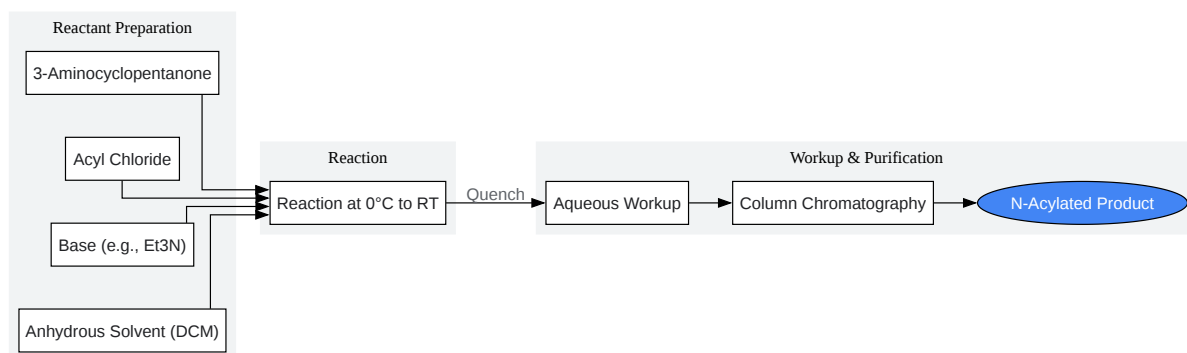 Reactant Preparation
3-Aminocyclopentanone
Acyl Chloride
Base (e.g., Et3N)
Anhydrous Solvent (DCM)
Reaction
Reaction at 0°C to RT
Quench
Workup & Purification
Aqueous Workup
Column Chromatography
N-Acylated Product